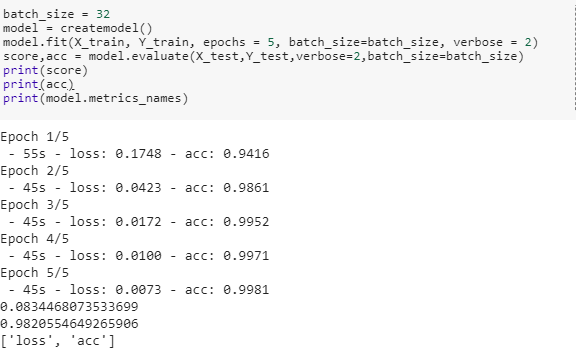 batch_size = 32
model = createmodel()
model.fit(X_train, Y_train, epochs = 5, batch_size=batch_size, verbose = 2)
score,acc = model.evaluate(X_test,Y_test,verbose=2,batch_size=batch_size)
print(score)
print(acc)
print(model.metrics_names)
Epoch 1/5
 - 55s - loss: 0.1748 - acc: 0.9416
Epoch 2/5
 - 45s - loss: 0.0423 - acc: 0.9861
Epoch 3/5
 - 45s - loss: 0.0172 - acc: 0.9952
Epoch 4/5
 - 45s - loss: 0.0100 - acc: 0.9971
Epoch 5/5
 - 45s - loss: 0.0073 - acc: 0.9981
0.0834468073533699
0.9820554649265906
['loss', 'acc']